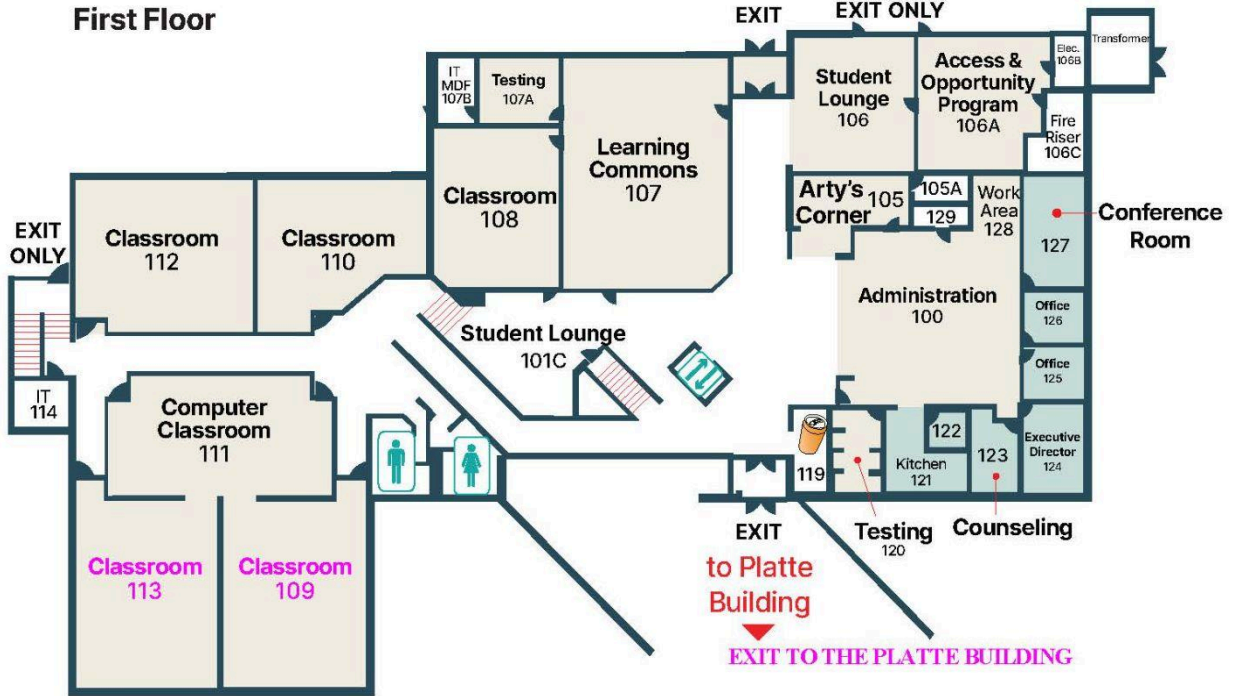 First Floor
EXIT
EXIT ONLY
Transformer
Elec.
106B
IT
MDF
107B
Testing
107A
Student
Lounge
106
Access &
Opportunity
Program
106A
Fire
Riser
106C
Learning
Commons
107
Classroom
108
Arty's
Corner
105
105A
129
Work
Area
128
127
Conference
Room
EXIT
ONLY
Classroom
112
Classroom
110
Administration
100
Office
126
Student Lounge
101C
Office
125
IT
114
Computer
Classroom
111
119
Kitchen
121
122
123
Executive
Director
124
EXIT
Testing
120
Counseling
Classroom
113
Classroom
109
to Platte
Building
EXIT TO THE PLATTE BUILDING